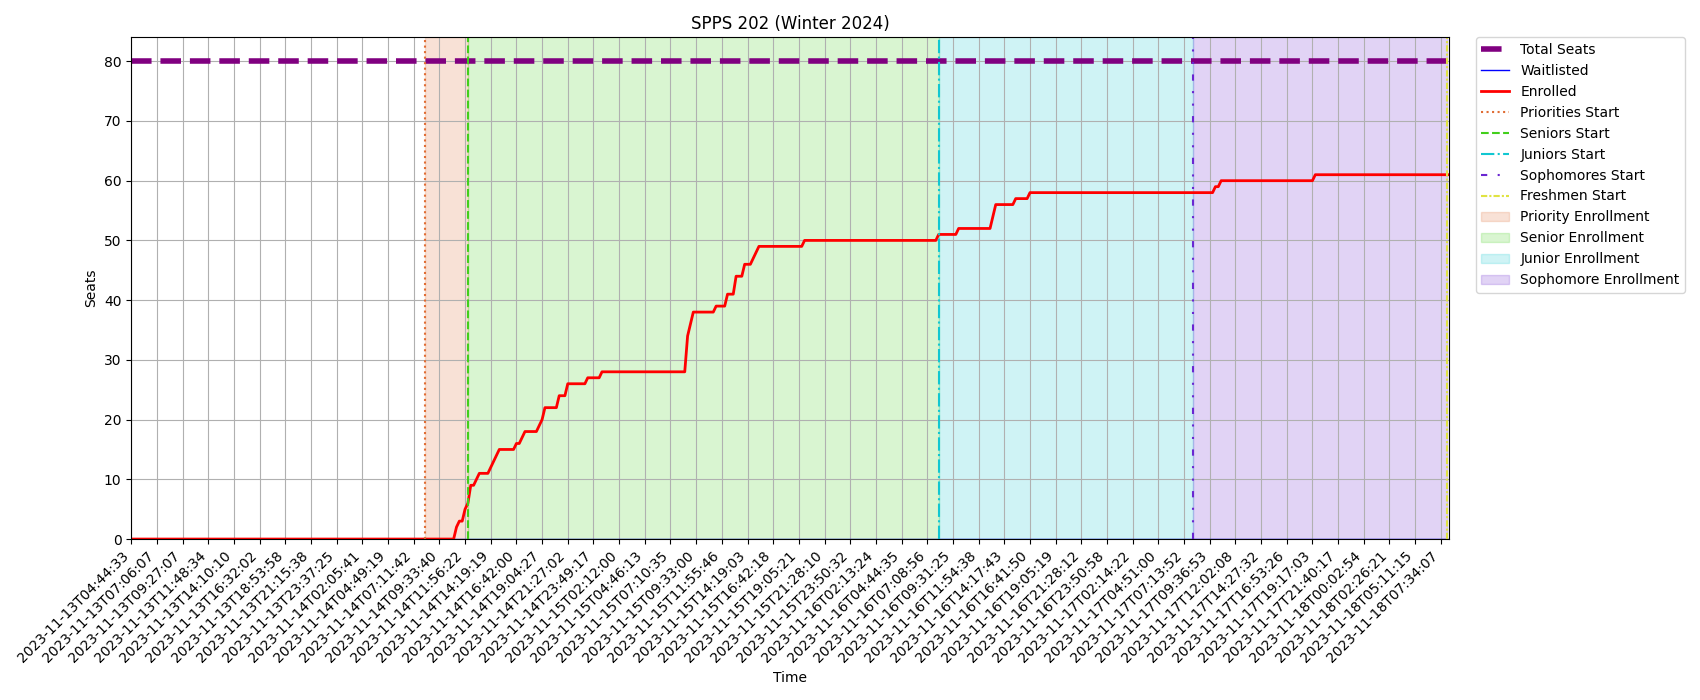 SPPS 202 (Winter 2024)
Seats
80
70
60
50
40
30
20
10
0
2023-11-13T04:44:33
2023-11-13T07:06:07
2023-11-13T09:27:07
2023-11-13T11:48:34
2023-11-13T14:10:10
2023-11-13T16:32:02
2023-11-13T18:53:58
2023-11-13T21:15:38
2023-11-13T23:37:25
2023-11-14T02:05:41
2023-11-14T04:49:19
2023-11-14T07:11:42
2023-11-14T09:33:40
2023-11-14T11:56:22
2023-11-14T14:19:19
2023-11-14T16:42:00
2023-11-14T19:04:27
2023-11-14T21:27:02
2023-11-14T23:49:17
2023-11-15T02:12:00
2023-11-15T04:46:13
2023-11-15T07:10:35
2023-11-15T09:33:00
2023-11-15T11:55:46
2023-11-15T14:19:03
2023-11-15T16:42:18
2023-11-15T19:05:21
2023-11-15T21:28:10
2023-11-15T23:50:32
2023-11-16T02:13:24
2023-11-16T04:44:35
2023-11-16T07:08:56
2023-11-16T09:31:25
2023-11-16T11:54:38
2023-11-16T14:17:43
2023-11-16T16:41:50
2023-11-16T19:05:19
2023-11-16T21:28:12
2023-11-16T23:50:58
2023-11-17T02:14:22
2023-11-17T04:51:00
2023-11-17T07:13:52
2023-11-17T09:36:53
2023-11-17T12:02:08
2023-11-17T14:27:32
2023-11-17T16:53:26
2023-11-17T19:17:03
2023-11-17T21:40:17
2023-11-18T00:02:54
2023-11-18T02:26:21
2023-11-18T05:11:15
2023-11-18T07:34:07
Time
Total Seats
Waitlisted
Enrolled
Priorities Start
Seniors Start
Juniors Start
Sophomores Start
Freshmen Start
Priority Enrollment
Senior Enrollment
Junior Enrollment
Sophomore Enrollment